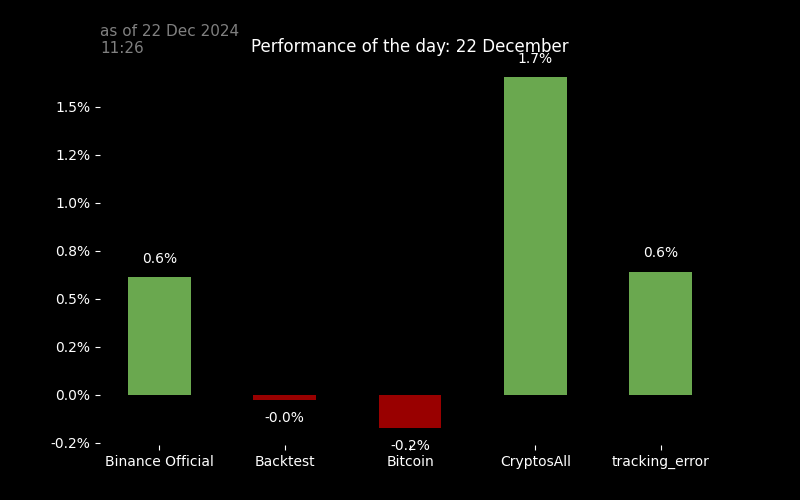 as of 22 Dec 2024
11:26
Performance of the day: 22 December
1.7%
1.5%
1.2%
1.0%
0.8%
0.6%
0.6%
0.5%
0.2%
0.0%
-0.0%
-0.2%
-0.2%
Binance Official
Backtest
Bitcoin
CryptosAll
tracking_error